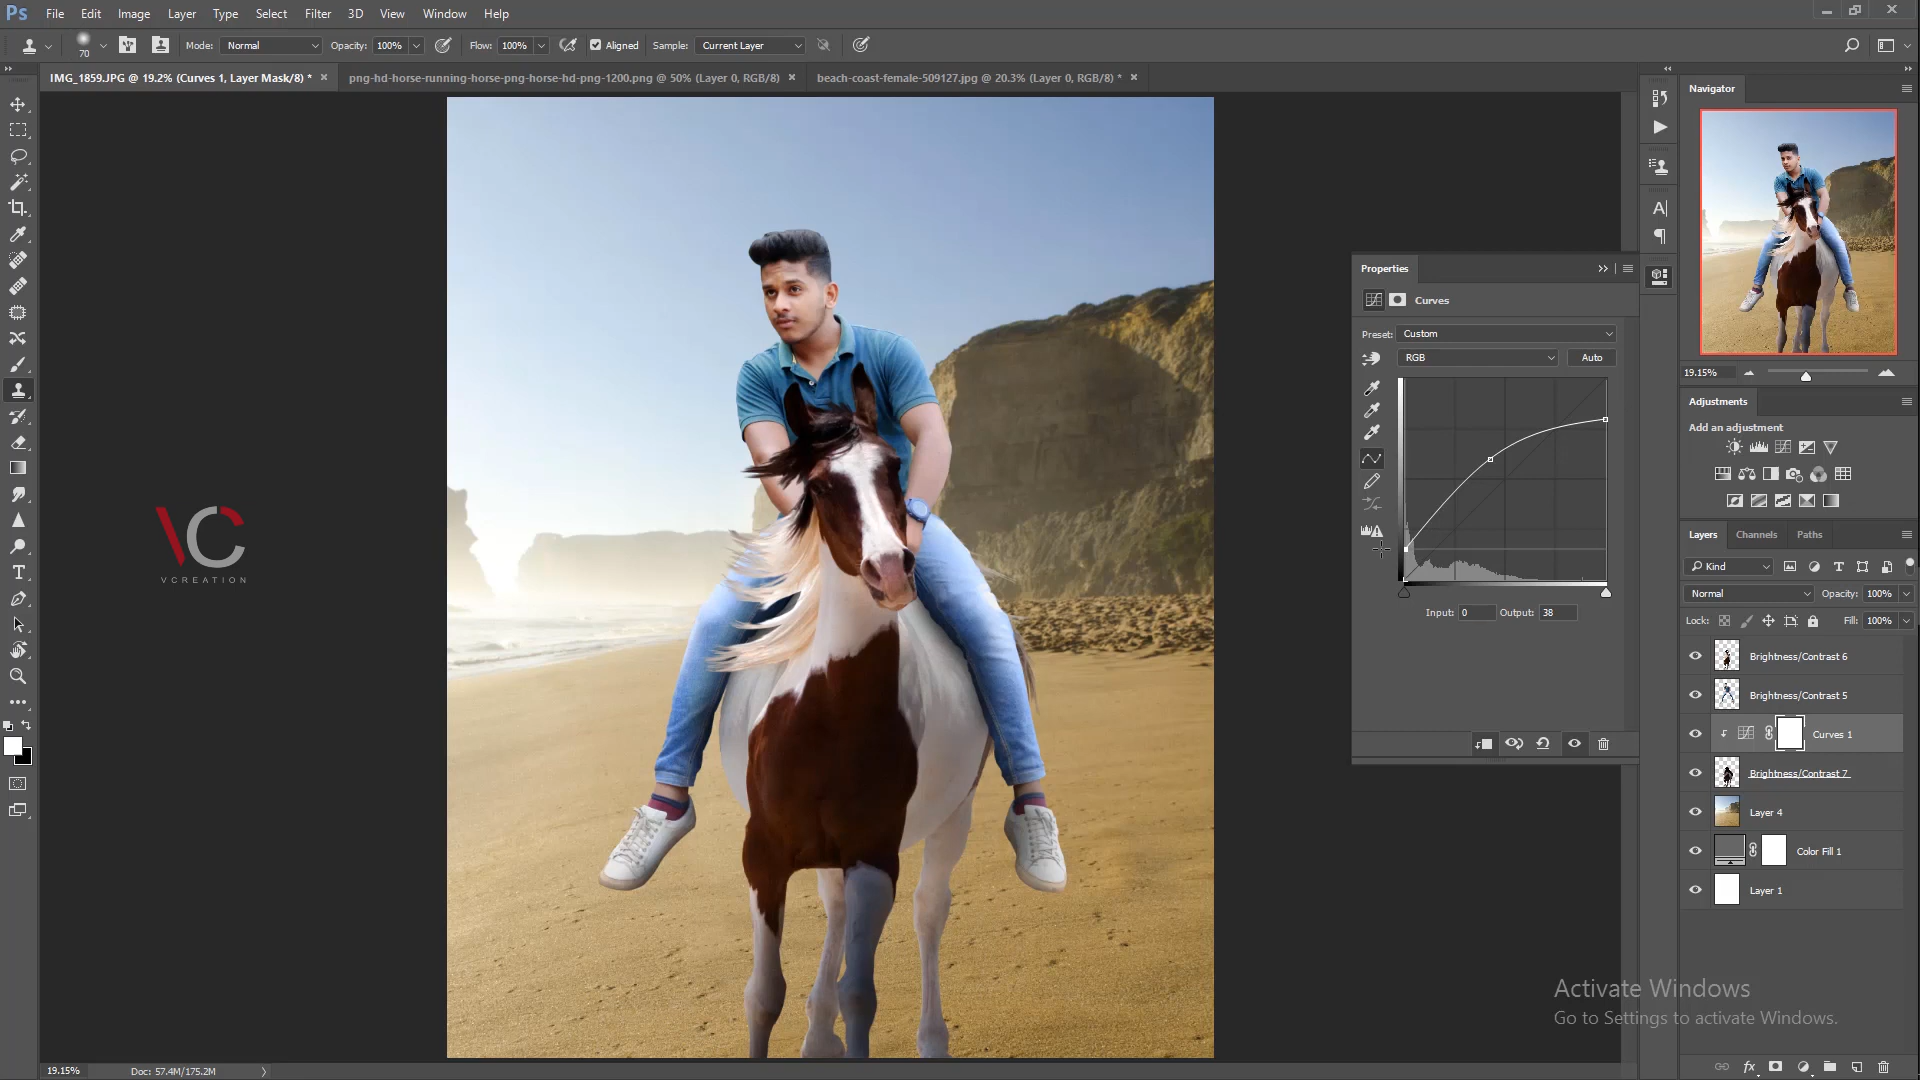 Ps File Edit Image Layer Type Select Filter 3D View Window Help
70 Mode: Normal Opacity: 100% Flow: 100% Aligned Sample: Current Layer
IMG_1859.JPG @ 19.2% (Curves 1, Layer Mask/8) * × png-hd-horse-running-horse-png-horse-hd-png-1200.png @ 50% (Layer 0, RGB/8) × beach-coast-female-509127.jpg @ 20.3% (Layer 0, RGB/8) * ×
Navigator
19.15%
Adjustments
Add an adjustment
Properties
Curves
Preset: Custom
RGB Auto
Input: 0 Output: 38
Layers Channels Paths
Kind
Normal Opacity: 100%
Lock: Fill: 100%
Brightness/Contrast 6
Brightness/Contrast 5
Curves 1
Brightness/Contrast 7
Layer 4
Color Fill 1
Layer 1
VC
VCREATION
Activate Windows
Go to Settings to activate Windows.
19.15% Doc: 57.4M/175.2M
fx